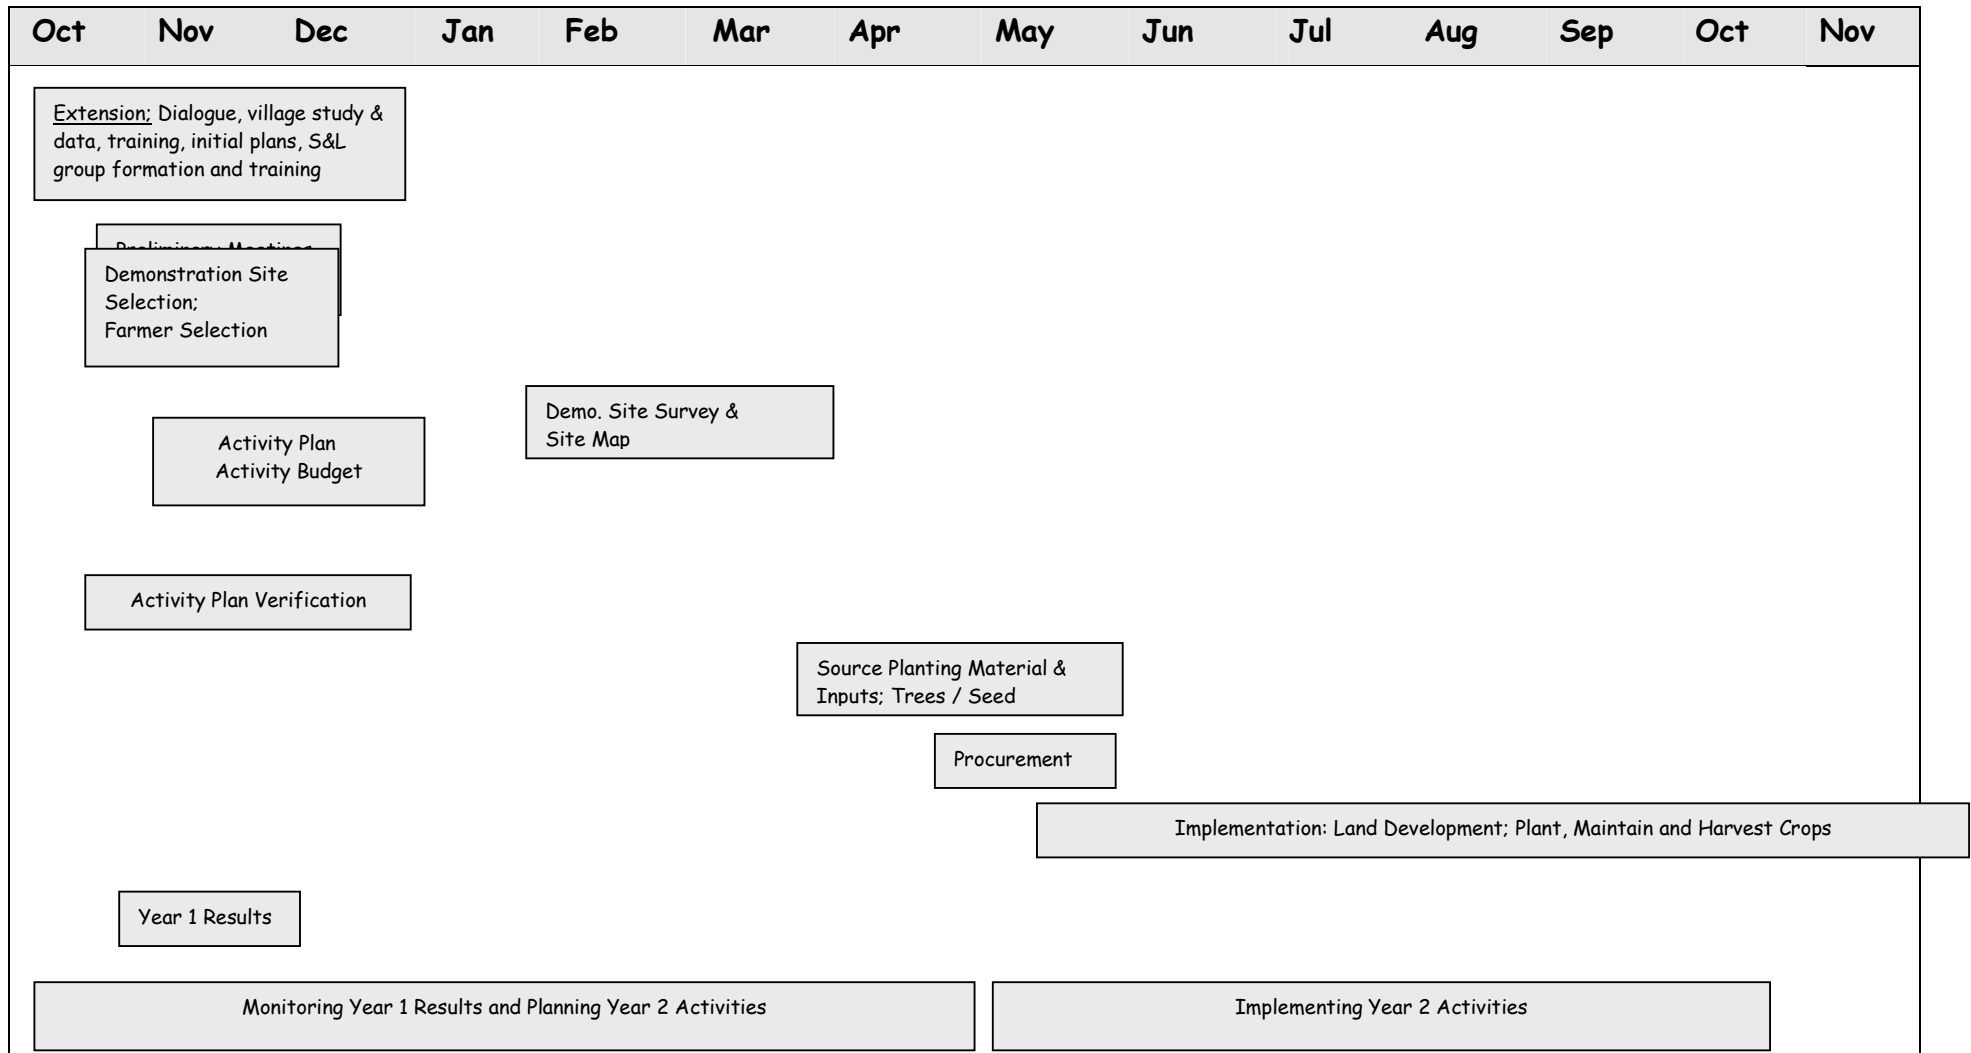 Oct Nov Dec Jan Feb Mar Apr May Jun Jul Aug Sep Oct Nov
Extension; Dialogue, village study &
data, training, initial plans, S&L
group formation and training
Preliminary Meetings
Demonstration Site
Selection;
Farmer Selection
Demo. Site Survey &
Site Map
Activity Plan
Activity Budget
Activity Plan Verification
Source Planting Material &
Inputs; Trees / Seed
Procurement
Implementation: Land Development; Plant, Maintain and Harvest Crops
Year 1 Results
Monitoring Year 1 Results and Planning Year 2 Activities
Implementing Year 2 Activities